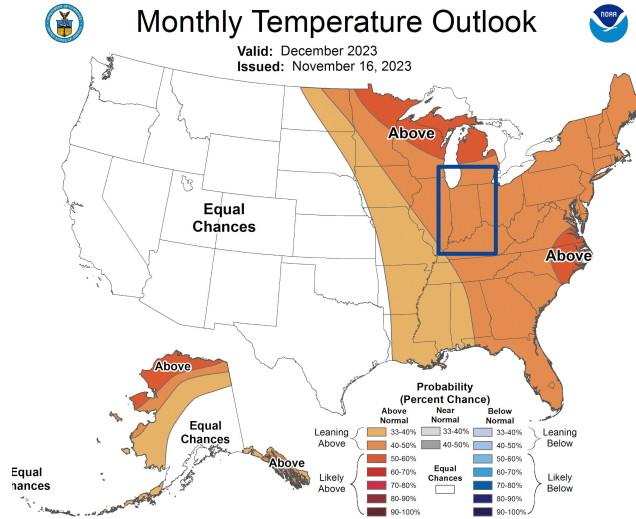 Monthly Temperature Outlook
NOAA
Valid: December 2023
Issued: November 16, 2023
Above
Equal
Chances
Above
Above
Equal
Chances
Above
Equal
hances
Probability
(Percent Chance)
Above
Normal
Near
Normal
Below
Normal
Leaning
Above
33-40%
33-40%
33-40%
Leaning
Below
40-50%
40-50%
40-50%
Likely
Above
50-60%
50-60%
Likely
Below
60-70%
60-70%
Equal
Chances
70-80%
70-80%
80-90%
80-90%
90-100%
90-100%